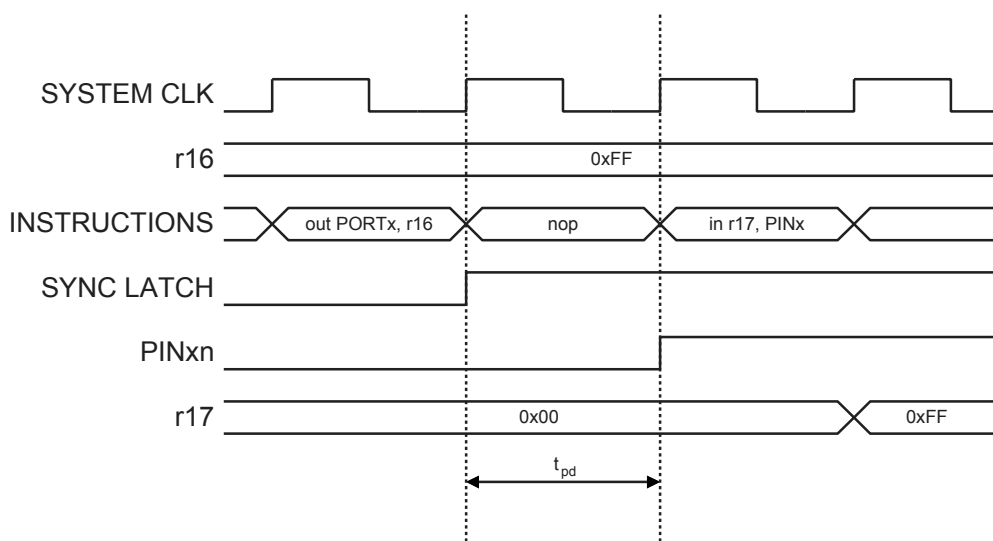 SYSTEM CLK
r16
0xFF
INSTRUCTIONS
out PORTx, r16
nop
in r17, PINx
SYNC LATCH
PINxn
r17
0x00
0xFF
tpd